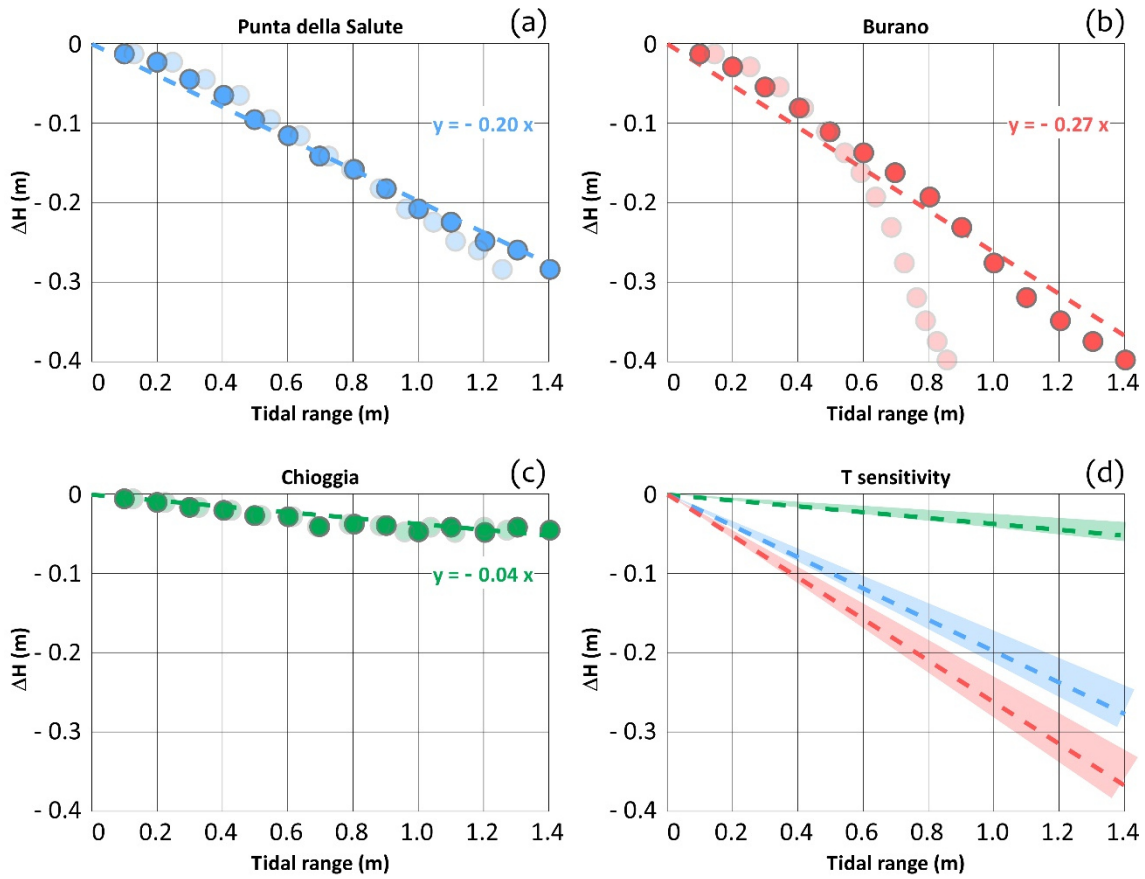 Punta della Salute
(a)
0
- 0.1
- 0.2
- 0.3
- 0.4
ΔH (m)
y = - 0.20 x
0 0.2 0.4 0.6 0.8 1.0 1.2 1.4
Tidal range (m)
Burano
(b)
0
- 0.1
- 0.2
- 0.3
- 0.4
ΔH (m)
y = - 0.27 x
0 0.2 0.4 0.6 0.8 1.0 1.2 1.4
Tidal range (m)
Chioggia
(c)
0
- 0.1
- 0.2
- 0.3
- 0.4
ΔH (m)
y = - 0.04 x
0 0.2 0.4 0.6 0.8 1.0 1.2 1.4
Tidal range (m)
T sensitivity
(d)
0
- 0.1
- 0.2
- 0.3
- 0.4
ΔH (m)
0 0.2 0.4 0.6 0.8 1.0 1.2 1.4
Tidal range (m)